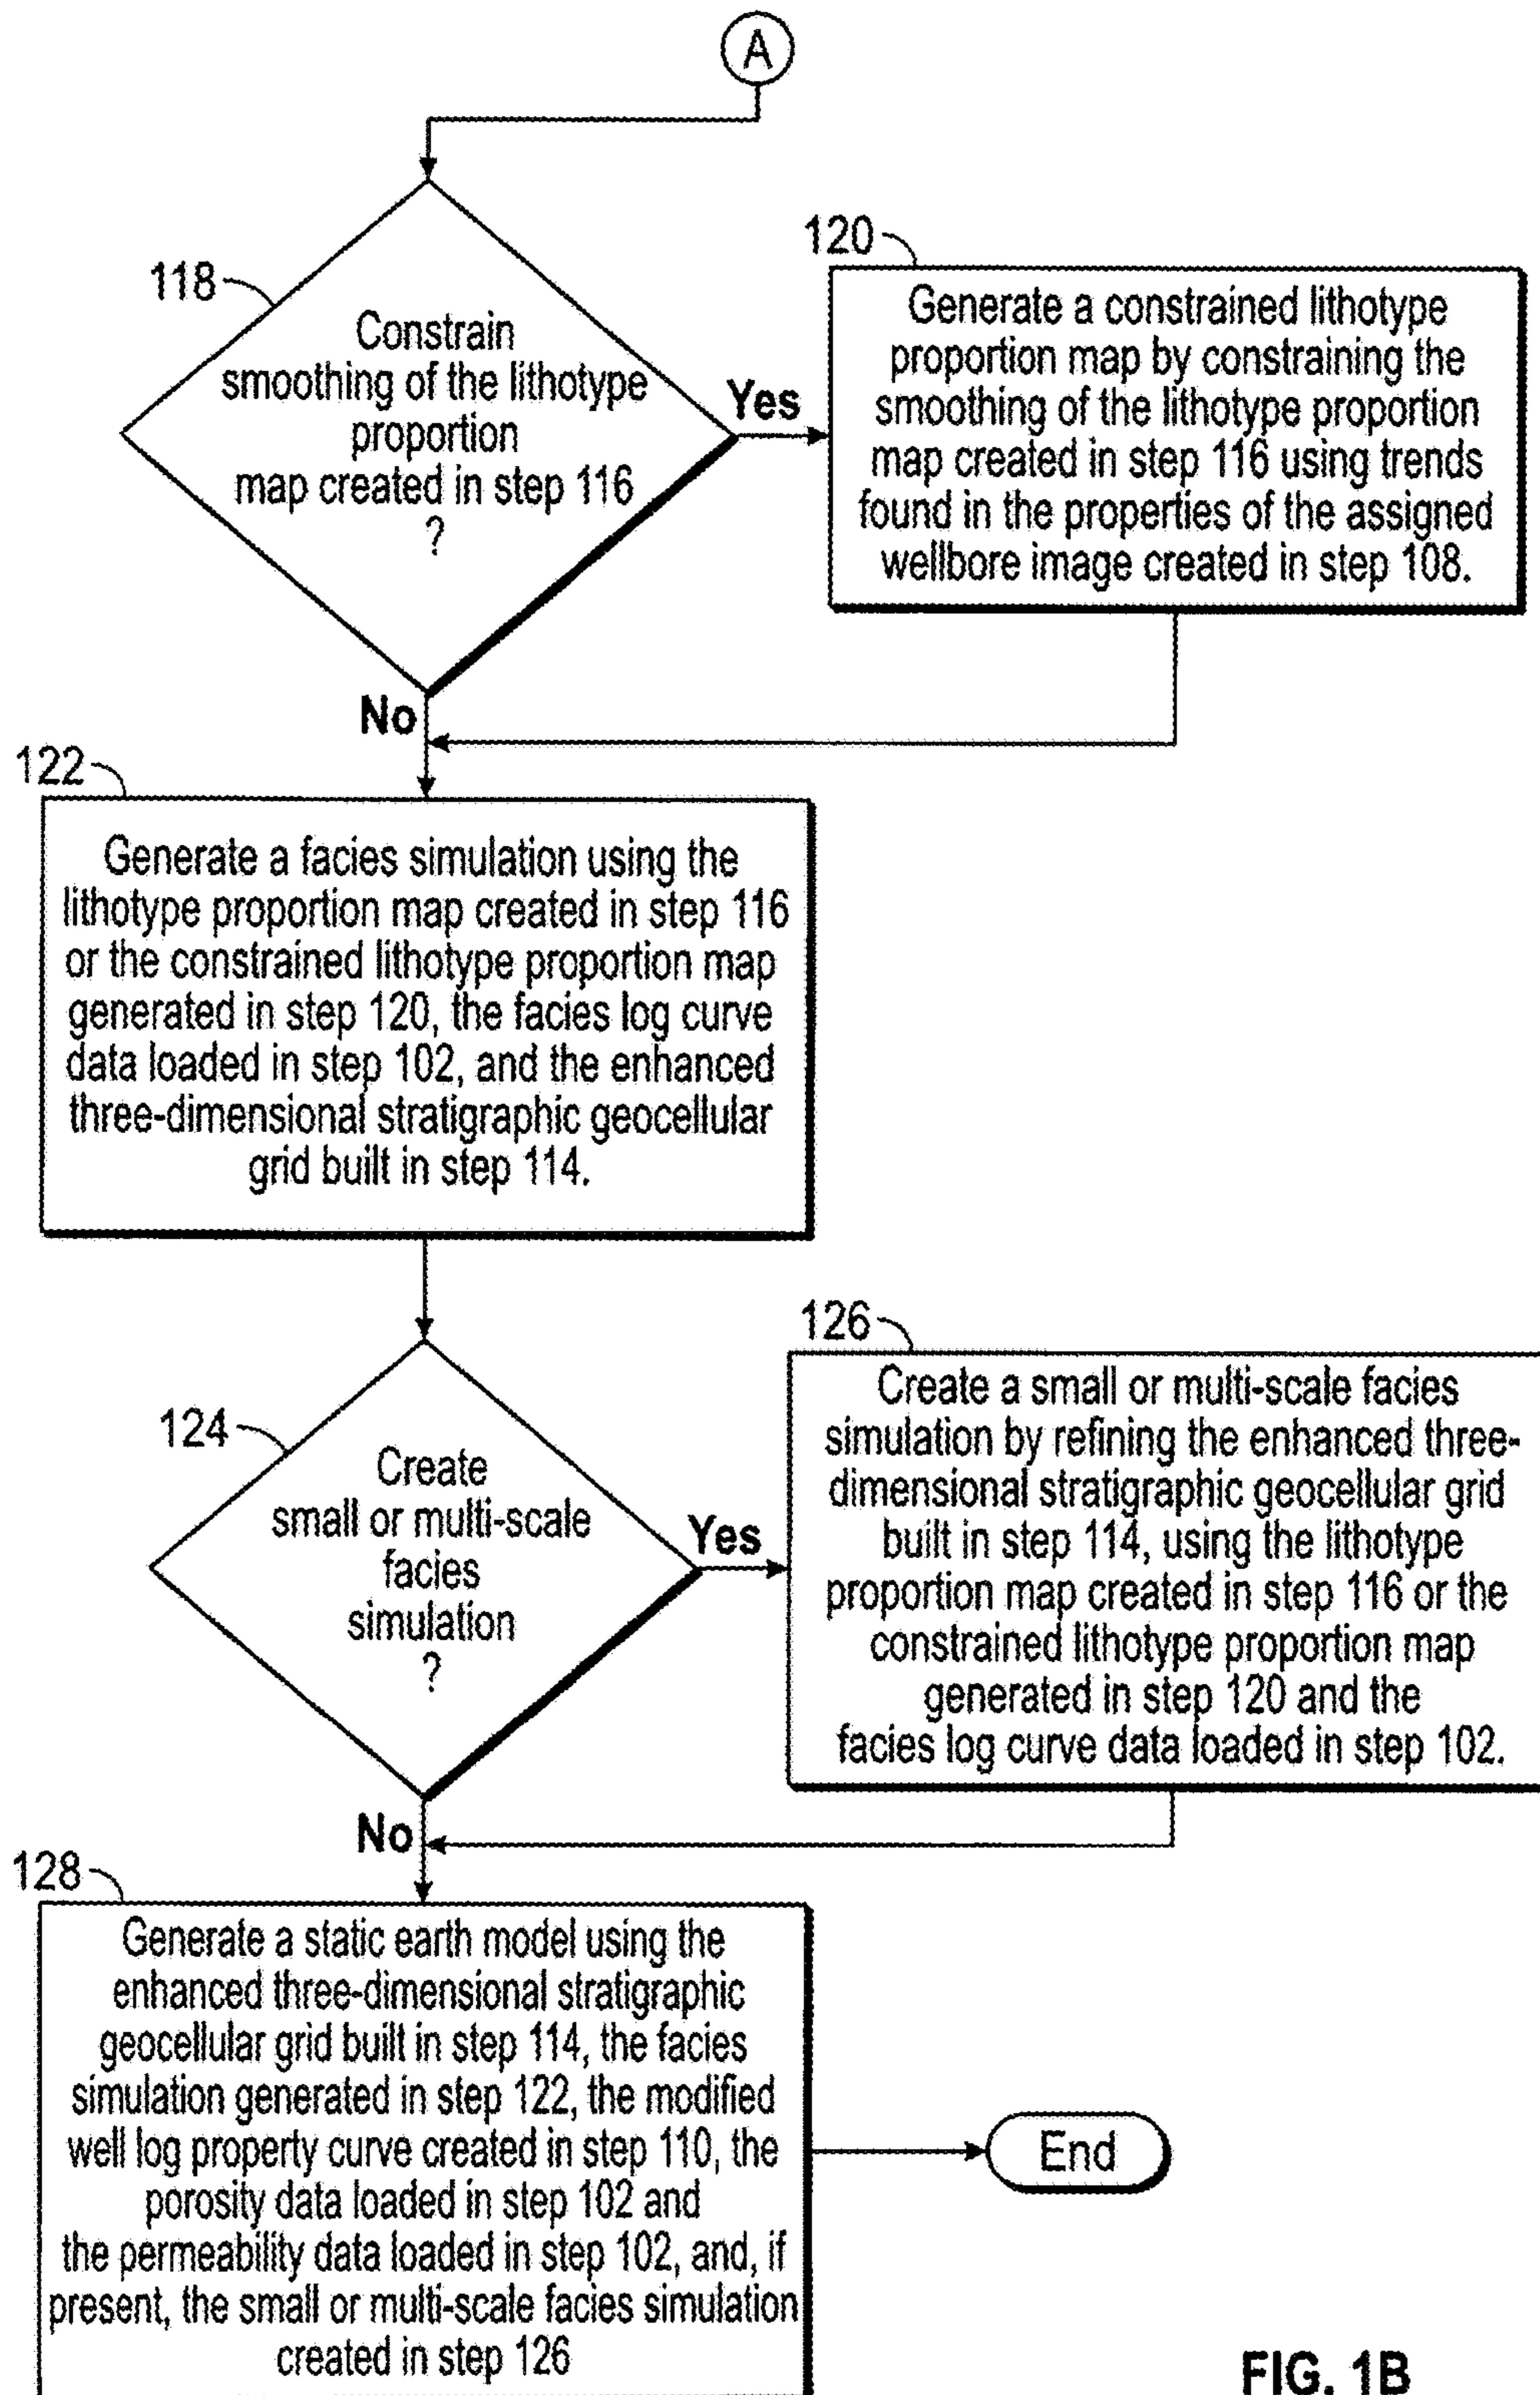 A
118
Constrain
smoothing of the lithotype
proportion
map created in step 116
?
Yes
No
120
Generate a constrained lithotype
proportion map by constraining the
smoothing of the lithotype proportion
map created in step 116 using trends
found in the properties of the assigned
wellbore image created in step 108.
122
Generate a facies simulation using the
lithotype proportion map created in step 116
or the constrained lithotype proportion map
generated in step 120, the facies log curve
data loaded in step 102, and the enhanced
three-dimensional stratigraphic geocellular
grid built in step 114.
124
Create
small or multi-scale
facies
simulation
?
Yes
No
126
Create a small or multi-scale facies
simulation by refining the enhanced three-
dimensional stratigraphic geocellular grid
built in step 114, using the lithotype
proportion map created in step 116 or the
constrained lithotype proportion map
generated in step 120 and the
facies log curve data loaded in step 102.
128
Generate a static earth model using the
enhanced three-dimensional stratigraphic
geocellular grid built in step 114, the facies
simulation generated in step 122, the modified
well log property curve created in step 110, the
porosity data loaded in step 102 and
the permeability data loaded in step 102, and, if
present, the small or multi-scale facies simulation
created in step 126
End
FIG. 1B